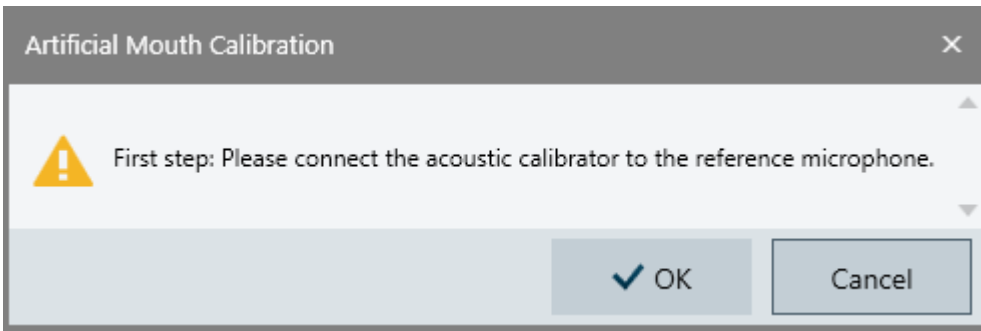 Artificial Mouth Calibration
First step: Please connect the acoustic calibrator to the reference microphone.
OK
Cancel